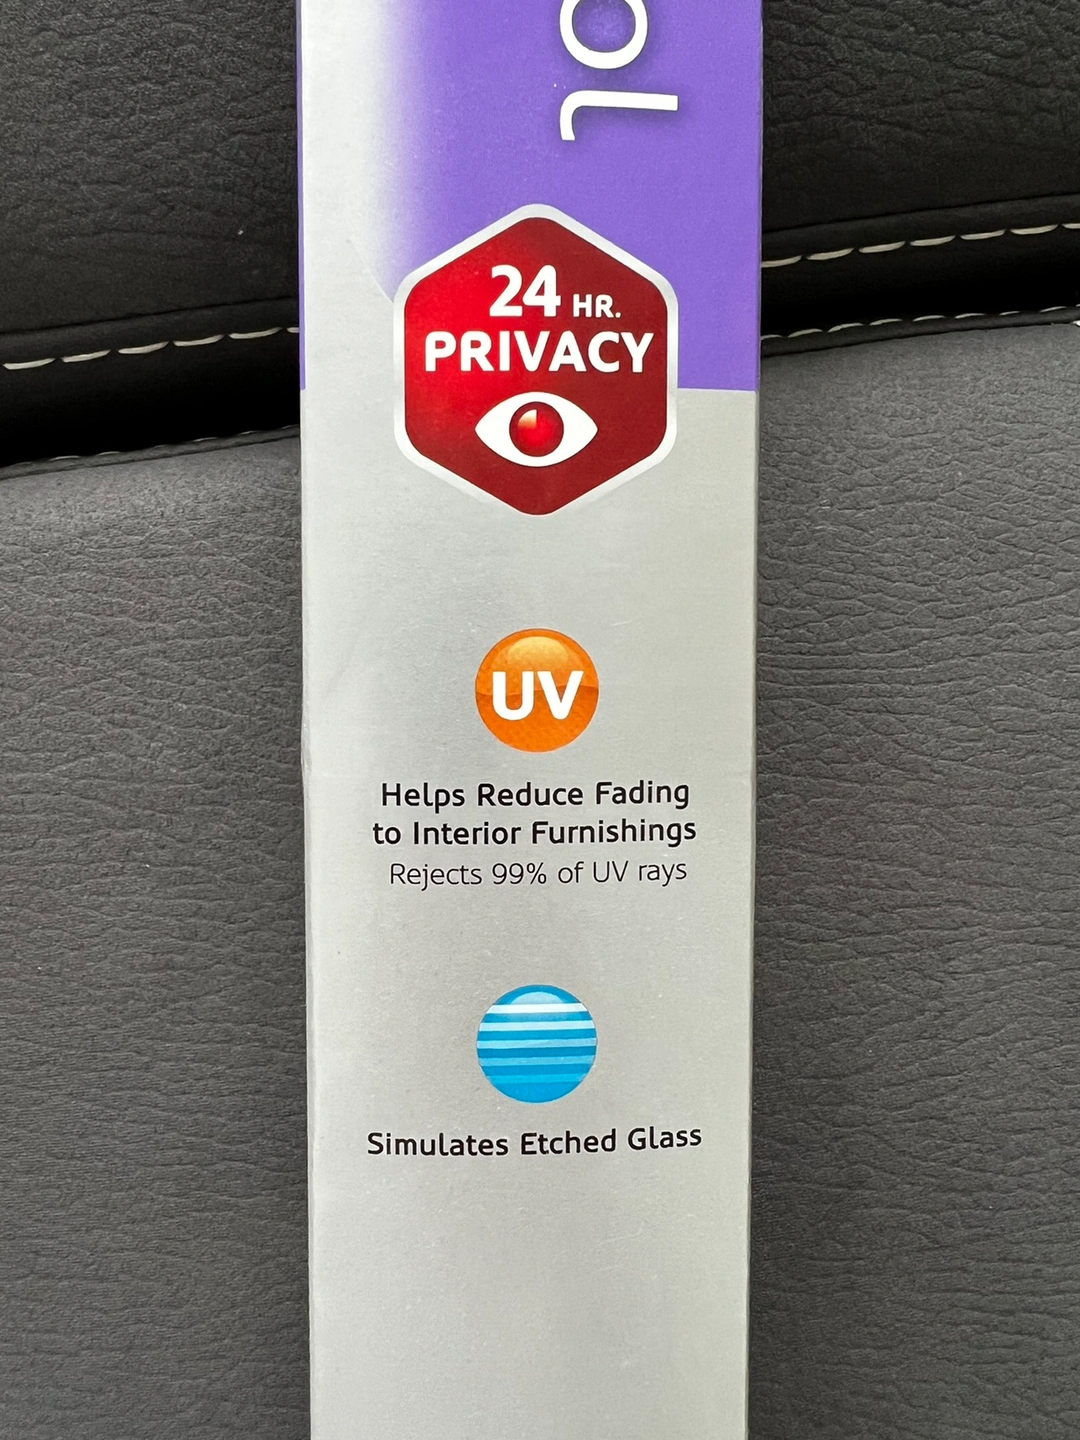 24 HR.
PRIVACY
UV
Helps Reduce Fading
to Interior Furnishings
Rejects 99% of UV rays
Simulates Etched Glass